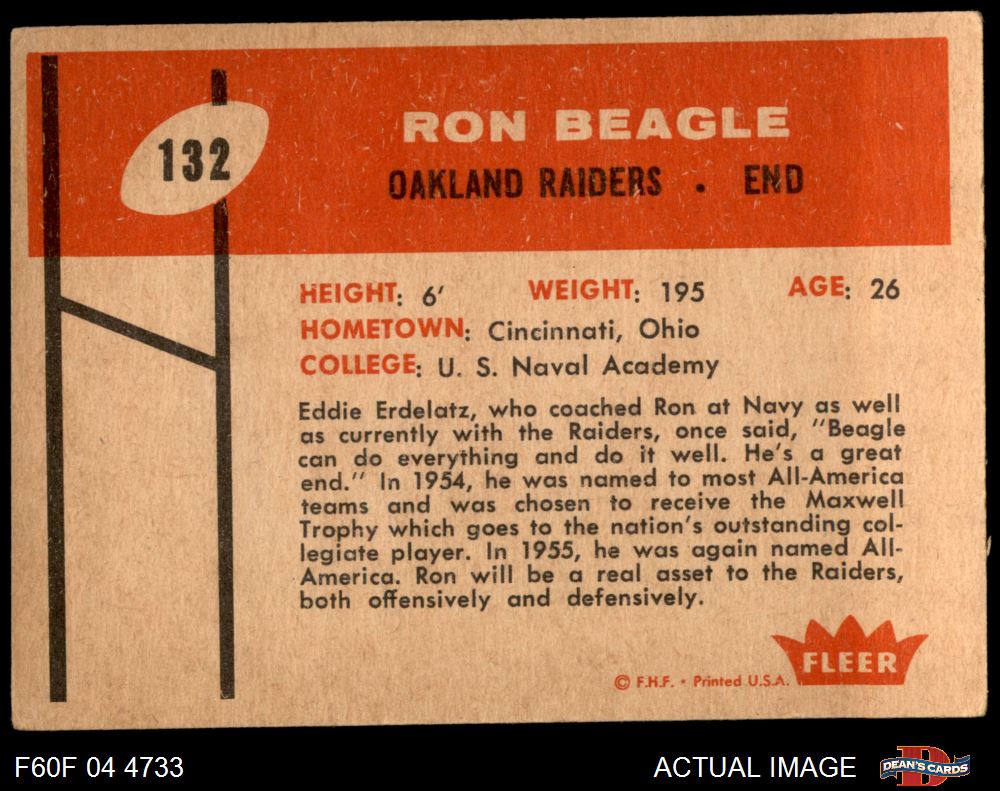 132
RON BEAGLE
OAKLAND RAIDERS . END
HEIGHT: 6' WEIGHT: 195 AGE: 26
HOMETOWN: Cincinnati, Ohio
COLLEGE: U. S. Naval Academy
Eddie Erdelatz, who coached Ron at Navy as well
as currently with the Raiders, once said, "Beagle
can do everything and do it well. He's a great
end." In 1954, he was named to most All-America
teams and was chosen to receive the Maxwell
Trophy which goes to the nation's outstanding col-
legiate player. In 1955, he was again named All-
America. Ron will be a real asset to the Raiders,
both offensively and defensively.
FLEER
© F.H.F. • Printed U.S.A.
F60F 04 4733
ACTUAL IMAGE
D
DEAN'S CARDS